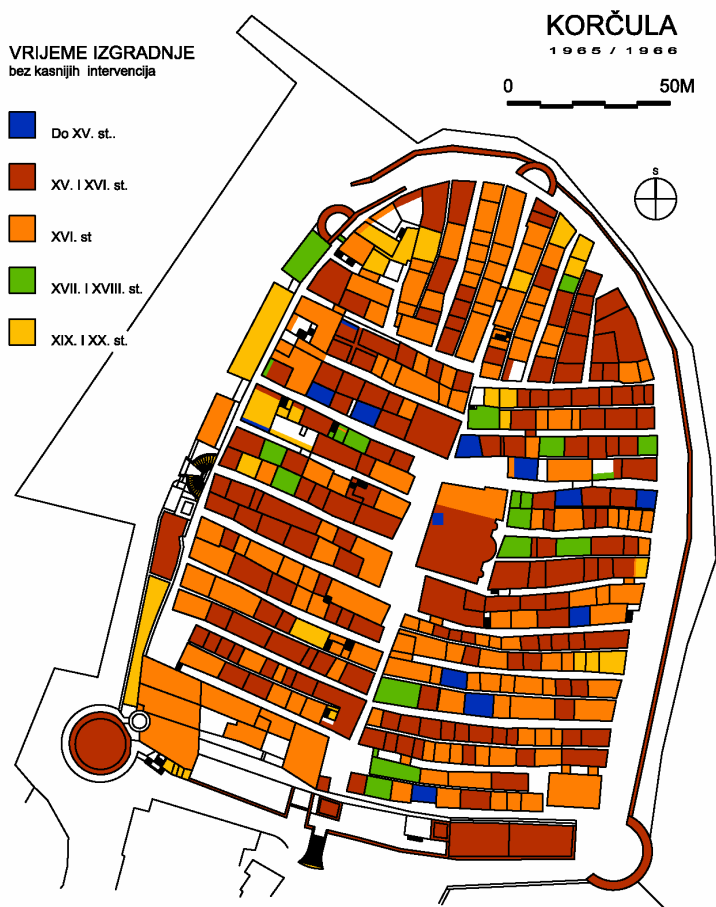 KORČULA
1965 / 1966
VRIJEME IZGRADNJE
bez kasnijih intervencija
0 50M
Do XV. st..
XV. I XVI. st.
XVI. st
XVII. I XVIII. st.
XIX. I XX. st.
S